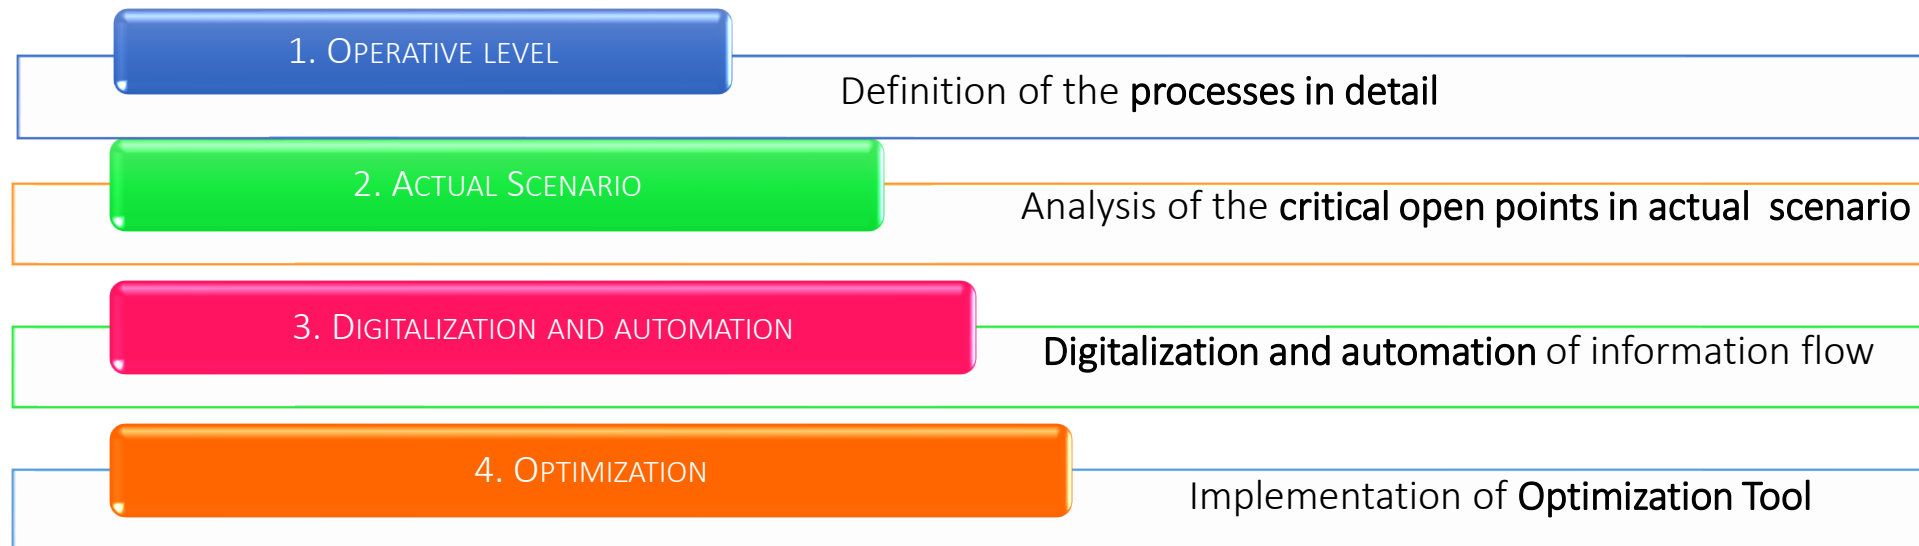 1. Operative level
Definition of the processes in detail
2. Actual Scenario
Analysis of the critical open points in actual scenario
3. Digitalization and automation
Digitalization and automation of information flow
4. Optimization
Implementation of Optimization Tool